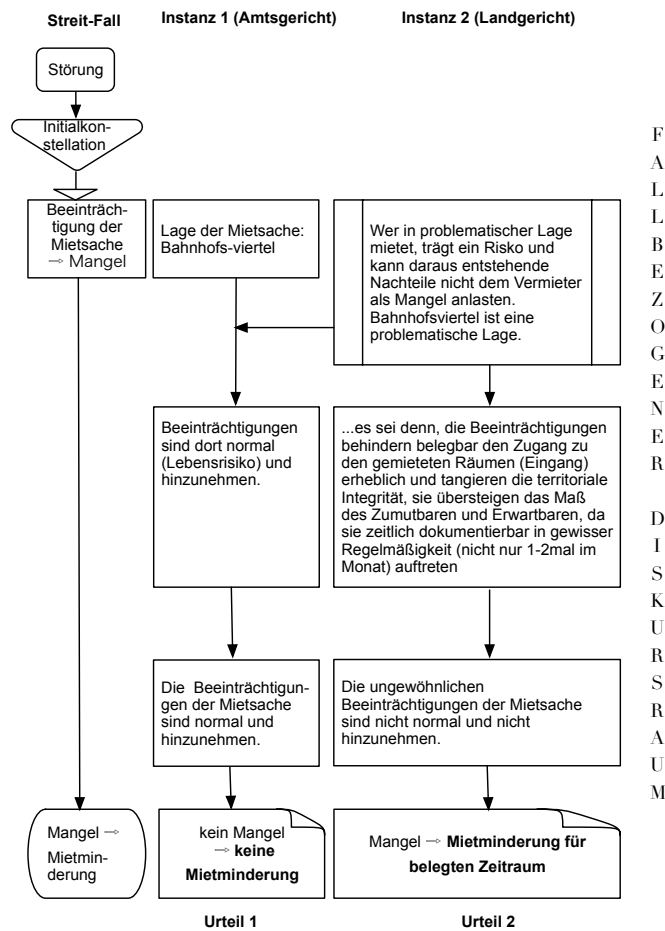 Streit-Fall
Instanz 1 (Amtsgericht)
Instanz 2 (Landgericht)
Störung
Initialkon-
stellation
Beeinträch-
tigung der
Mietsache
→ Mangel
Lage der Mietsache:
Bahnhofs-viertel
Wer in problematischer Lage
mietet, trägt ein Risko und
kann daraus entstehende
Nachteile nicht dem Vermieter
als Mangel anlasten.
Bahnhofsviertel ist eine
problematische Lage.
Beeinträchtigungen
sind dort normal
(Lebensrisiko) und
hinzunehmen.
...es sei denn, die Beeinträchtigungen
behindern belegbar den Zugang zu
den gemieteten Räumen (Eingang)
erheblich und tangieren die territoriale
Integrität, sie übersteigen das Maß
des Zumutbaren und Erwartbaren, da
sie zeitlich dokumentierbar in gewisser
Regelmäßigkeit (nicht nur 1-2mal im
Monat) auftreten
Die Beeinträchtigun-
gen der Mietsache
sind normal und
hinzunehmen.
Die ungewöhnlichen
Beeinträchtigungen der Mietsache
sind nicht normal und nicht
hinzunehmen.
Mangel →
Mietmin-
derung
kein Mangel
→ keine
Mietminderung
Mangel → Mietminderung für
belegten Zeitraum
Urteil 1
Urteil 2
FALLBEZOGENER DISKURSRAUM